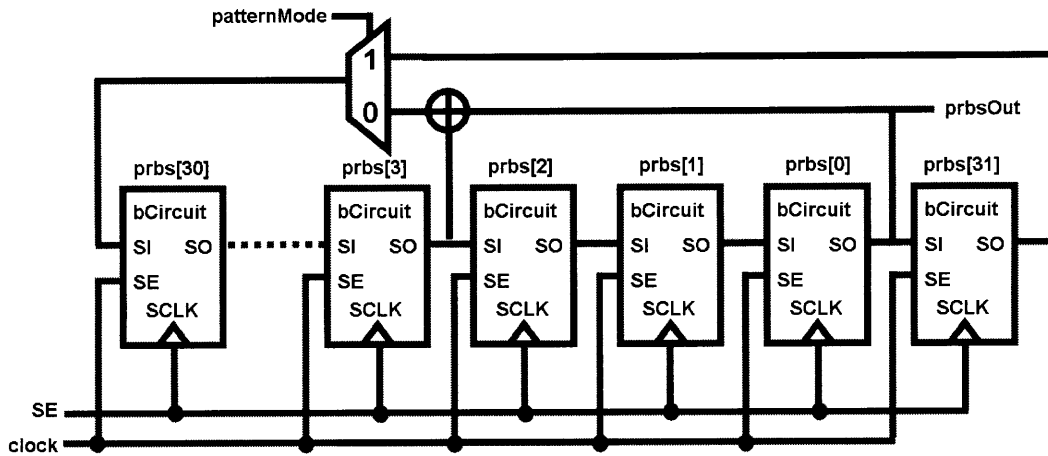 patternMode
1
0
prbsOut
prbs[30]
prbs[3]
prbs[2]
prbs[1]
prbs[0]
prbs[31]
bCircuit
bCircuit
bCircuit
bCircuit
bCircuit
bCircuit
SI SO
SI SO
SI SO
SI SO
SI SO
SI SO
SE
SE
SE
SE
SE
SE
SCLK
SCLK
SCLK
SCLK
SCLK
SCLK
SE
clock